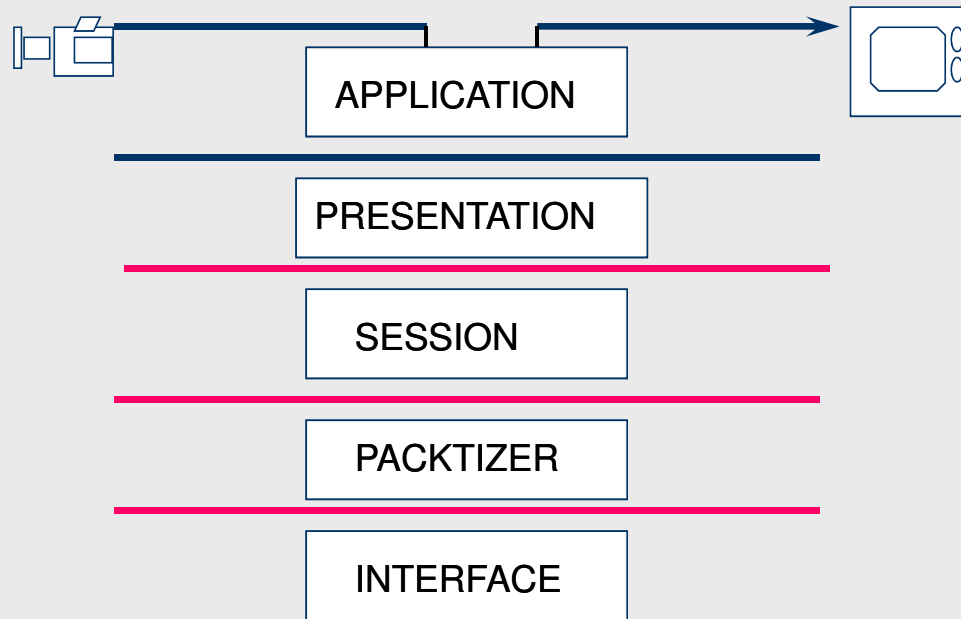 APPLICATION
PRESENTATION
SESSION
PACKTIZER
INTERFACE